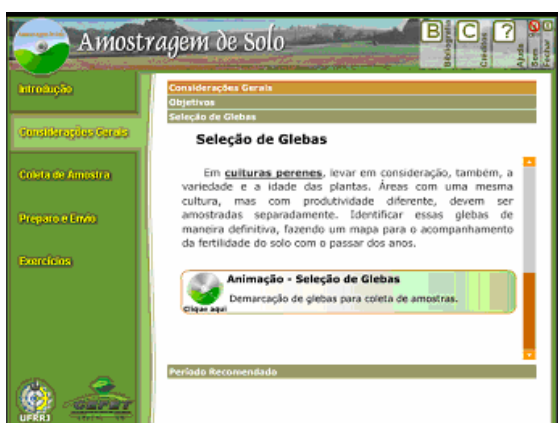 Amostragem de Solo
B
C
?
Bibliografia
Créditos
Ajuda
Som
Fechar
Introdução
Considerações Gerais
Coleta de Amostra
Preparo e Envio
Exercícios
Considerações Gerais
Objetivos
Seleção de Glebas
Seleção de Glebas
Em culturas perenes, levar em consideração, também, a
variedade e a idade das plantas. Áreas com uma mesma
cultura, mas com produtividade diferente, devem ser
amostradas separadamente. Identificar essas glebas de
maneira definitiva, fazendo um mapa para o acompanhamento
da fertilidade do solo com o passar dos anos.
Animação - Seleção de Glebas
Demarcação de glebas para coleta de amostras.
Clique aqui
Período Recomendado
UFRRJ
CEFET